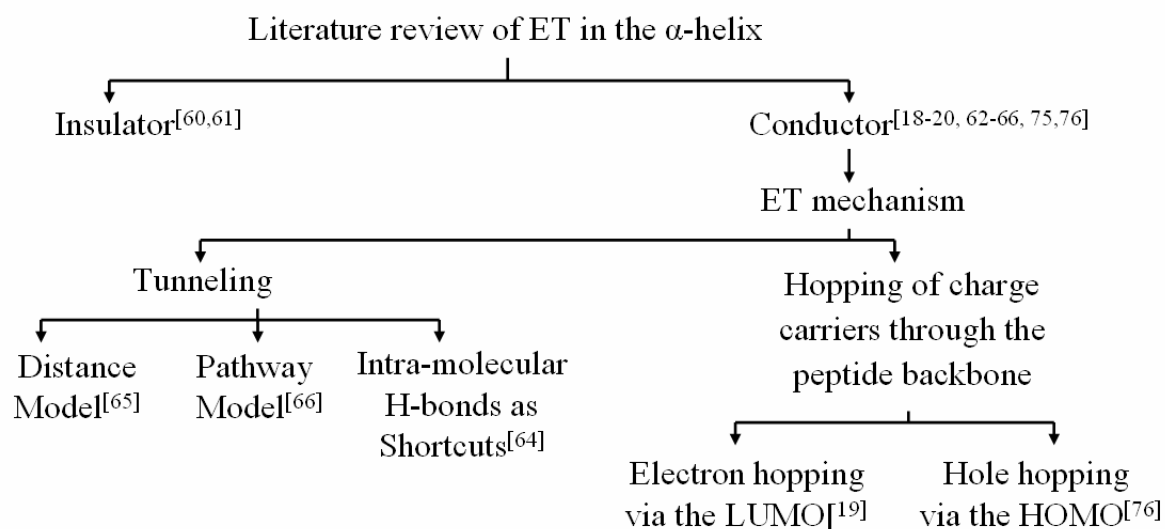 Literature review of ET in the α-helix
Insulator[60,61]
Conductor[18-20, 62-66, 75,76]
ET mechanism
Tunneling
Hopping of charge
carriers through the
peptide backbone
Distance
Model[65]
Pathway
Model[66]
Intra-molecular
H-bonds as
Shortcuts[64]
Electron hopping
via the LUMO[19]
Hole hopping
via the HOMO[76]